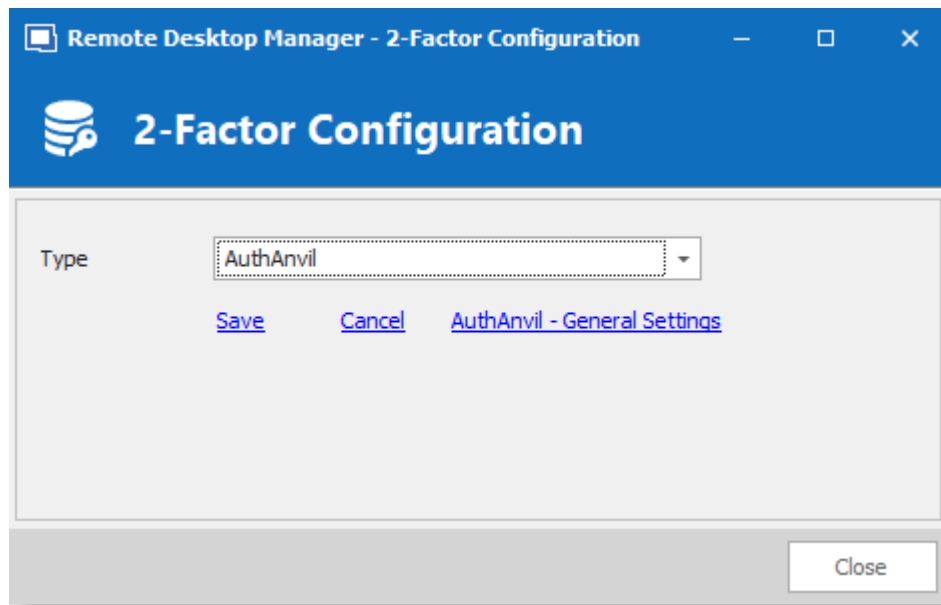 Remote Desktop Manager - 2-Factor Configuration
2-Factor Configuration
Type AuthAnvil
Save Cancel AuthAnvil - General Settings
Close